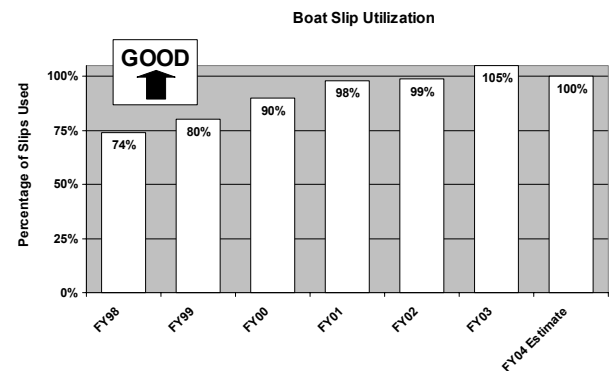 Boat Slip Utilization
GOOD
Percentage of Slips Used
100%
75%
50%
25%
0%
74%
80%
90%
98%
99%
105%
100%
FY98
FY99
FY00
FY01
FY02
FY03
FY04 Estimate